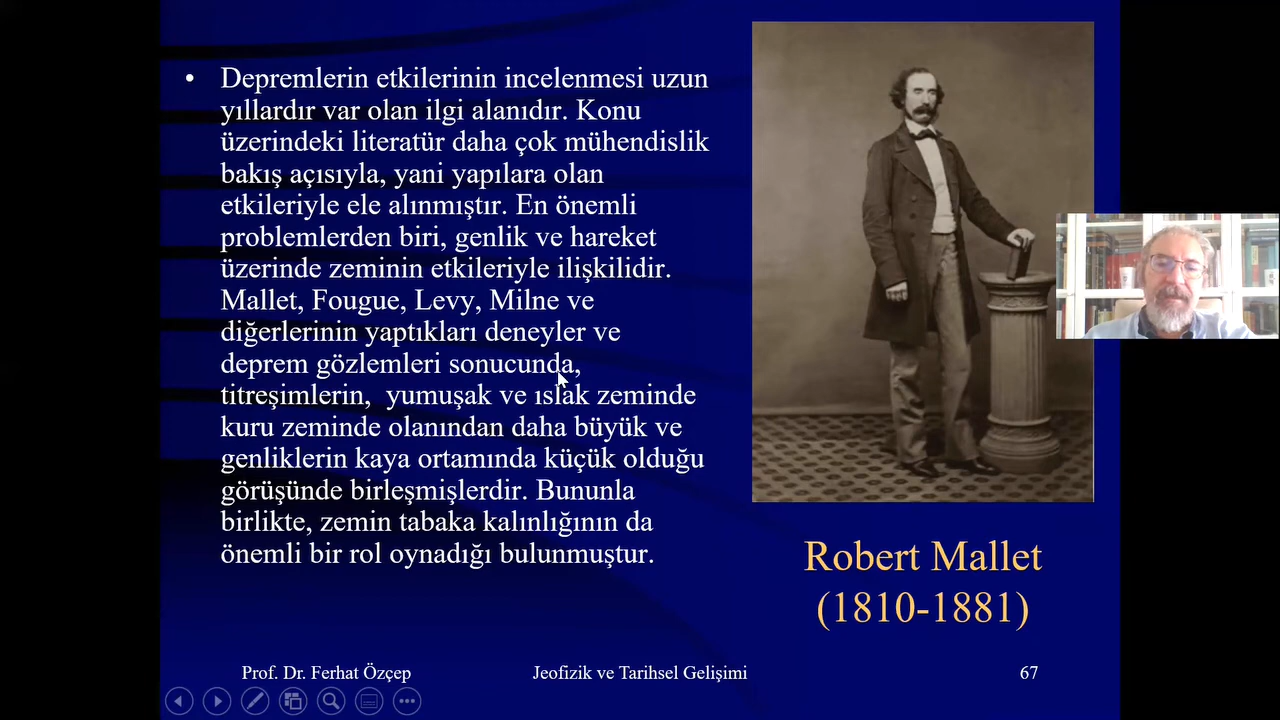 • Depremlerin etkilerinin incelenmesi uzun
yıllardır var olan ilgi alanıdır. Konu
üzerindeki literatür daha çok mühendislik
bakış açısıyla, yani yapılara olan
etkileriyle ele alınmıştır. En önemli
problemlerden biri, genlik ve hareket
üzerinde zeminin etkileriyle ilişkilidir.
Mallet, Fougue, Levy, Milne ve
diğerlerinin yaptıkları deneyler ve
deprem gözlemleri sonucunda,
titreşimlerin, yumuşak ve ıslak zeminde
kuru zeminde olanından daha büyük ve
genliklerin kaya ortamında küçük olduğu
görüşünde birleşmişlerdir. Bununla
birlikte, zemin tabaka kalınlığının da
önemli bir rol oynadığı bulunmuştur.
Robert Mallet
(1810-1881)
Prof. Dr. Ferhat Özçep
Jeofizik ve Tarihsel Gelişimi
67